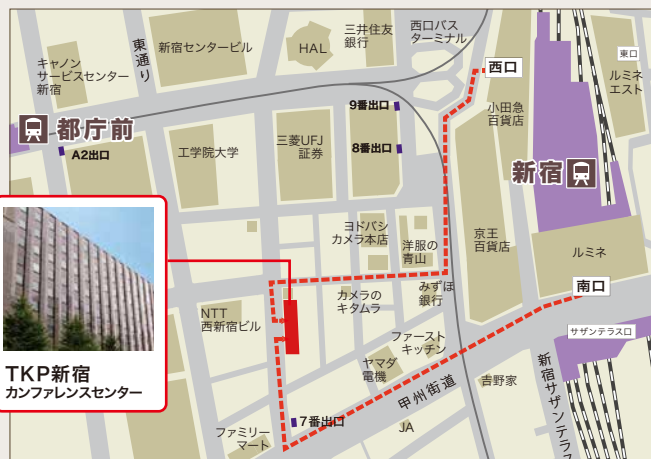 東通り
新宿センタービル
HAL
三井住友
銀行
西口バス
ターミナル
キヤノン
サービスセンター
新宿
西口
東口
ルミネ
エスト
小田急
百貨店
都庁前
A2出口
工学院大学
三菱UFJ
証券
9番出口
8番出口
新宿
ヨドバシ
カメラ本店
洋服の
青山
京王
百貨店
ルミネ
南口
みずほ
銀行
カメラの
キタムラ
NTT
西新宿ビル
ファースト
キッチン
サザンテラス口
ヤマダ
電機
甲州街道
吉野家
新宿サザンテラス
TKP新宿
カンファレンスセンター
7番出口
JA
ファミリー
マート